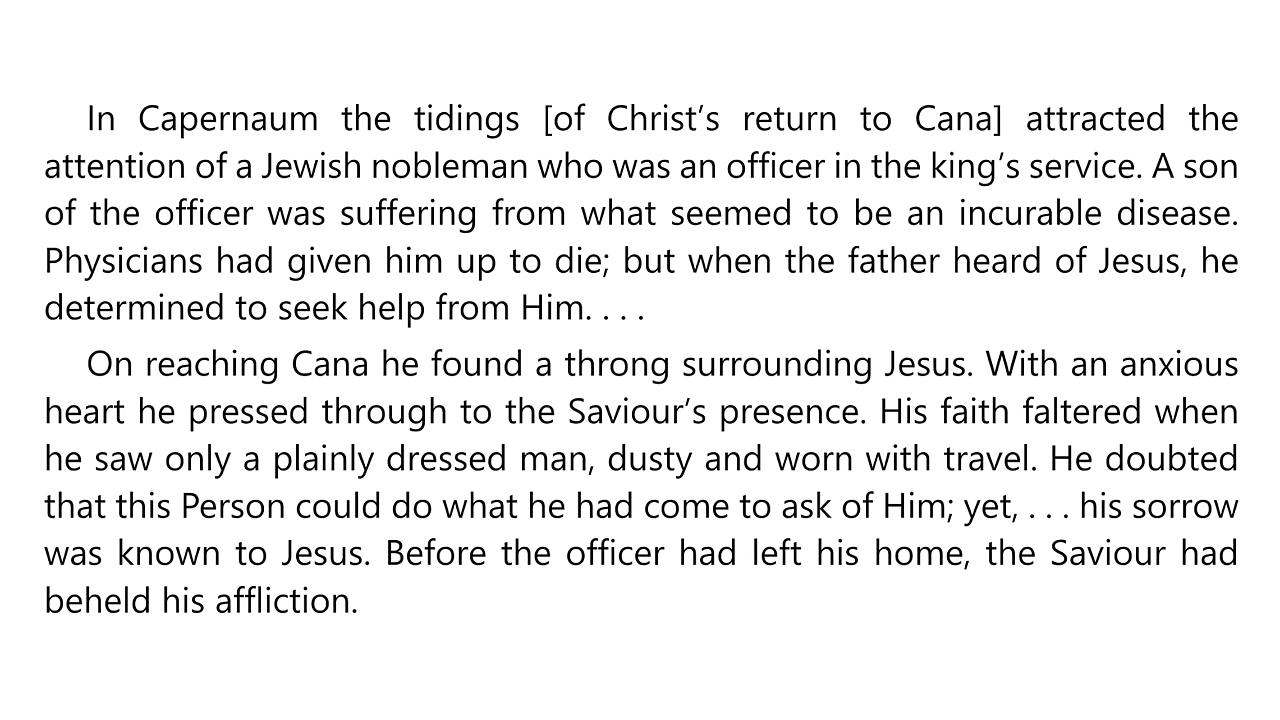 In Capernaum the tidings [of Christ’s return to Cana] attracted the
attention of a Jewish nobleman who was an officer in the king’s service. A son
of the officer was suffering from what seemed to be an incurable disease.
Physicians had given him up to die; but when the father heard of Jesus, he
determined to seek help from Him. . . .
On reaching Cana he found a throng surrounding Jesus. With an anxious
heart he pressed through to the Saviour’s presence. His faith faltered when
he saw only a plainly dressed man, dusty and worn with travel. He doubted
that this Person could do what he had come to ask of Him; yet, . . . his sorrow
was known to Jesus. Before the officer had left his home, the Saviour had
beheld his affliction.